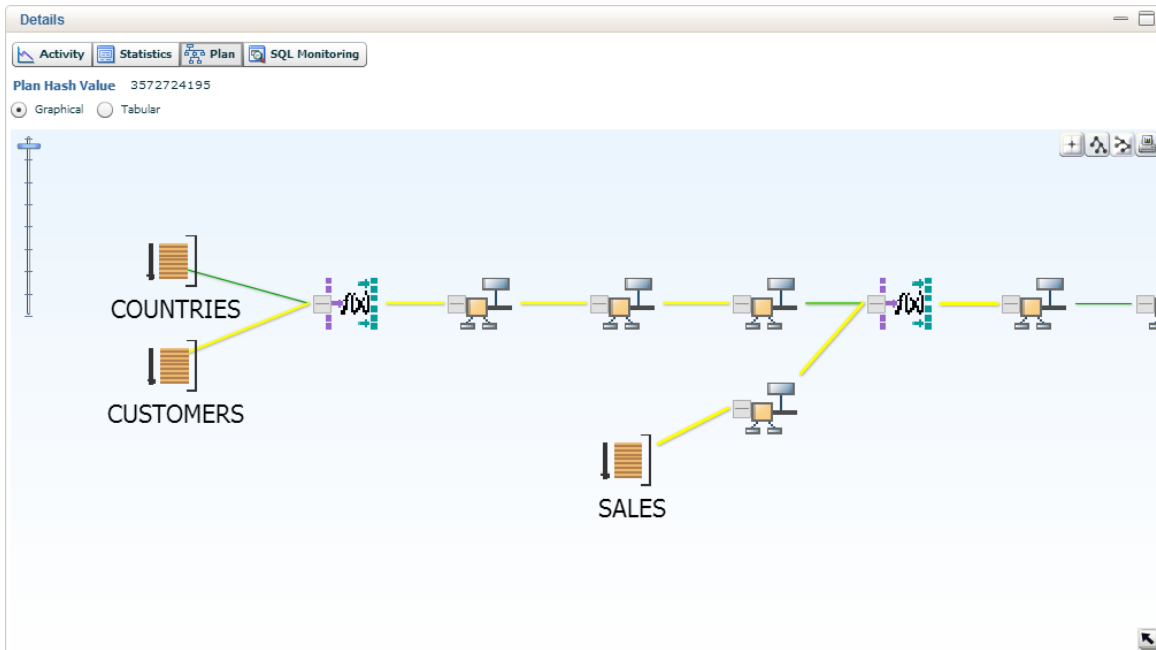 Details
Activity Statistics Plan SQL Monitoring
Plan Hash Value 3572724195
Graphical Tabular
COUNTRIES
f(x) f(x)
CUSTOMERS
SALES